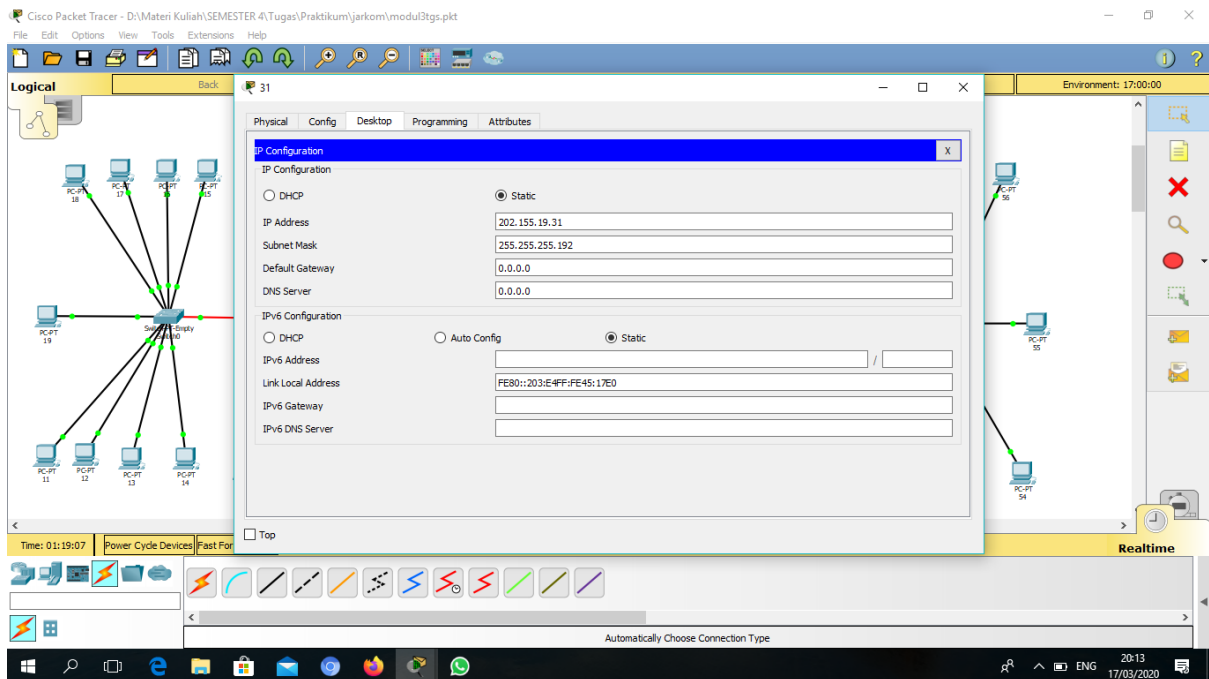 Cisco Packet Tracer - D:\Materi Kuliah\SEMESTER 4\Tugas\Praktikum\jarkom\modul3tgs.pkt
File Edit Options View Tools Extensions Help
Logical
Back
Environment: 17:00:00
31
Physical Config Desktop Programming Attributes
IP Configuration
X
IP Configuration
DHCP
Static
IP Address
202.155.19.31
Subnet Mask
255.255.255.192
Default Gateway
0.0.0.0
DNS Server
0.0.0.0
IPv6 Configuration
DHCP
Auto Config
Static
IPv6 Address
/
Link Local Address
FE80::203:E4FF:FE45:17E0
IPv6 Gateway
IPv6 DNS Server
Top
PC-PT
18
PC-PT
17
PC-PT
PC-PT
15
PC-PT
19
Switch0
PC-PT
11
PC-PT
12
PC-PT
13
PC-PT
14
PC-PT
56
PC-PT
55
PC-PT
54
Time: 01:19:07
Power Cycle Devices
Fast For
Realtime
Automatically Choose Connection Type
ENG
20:13
17/03/2020